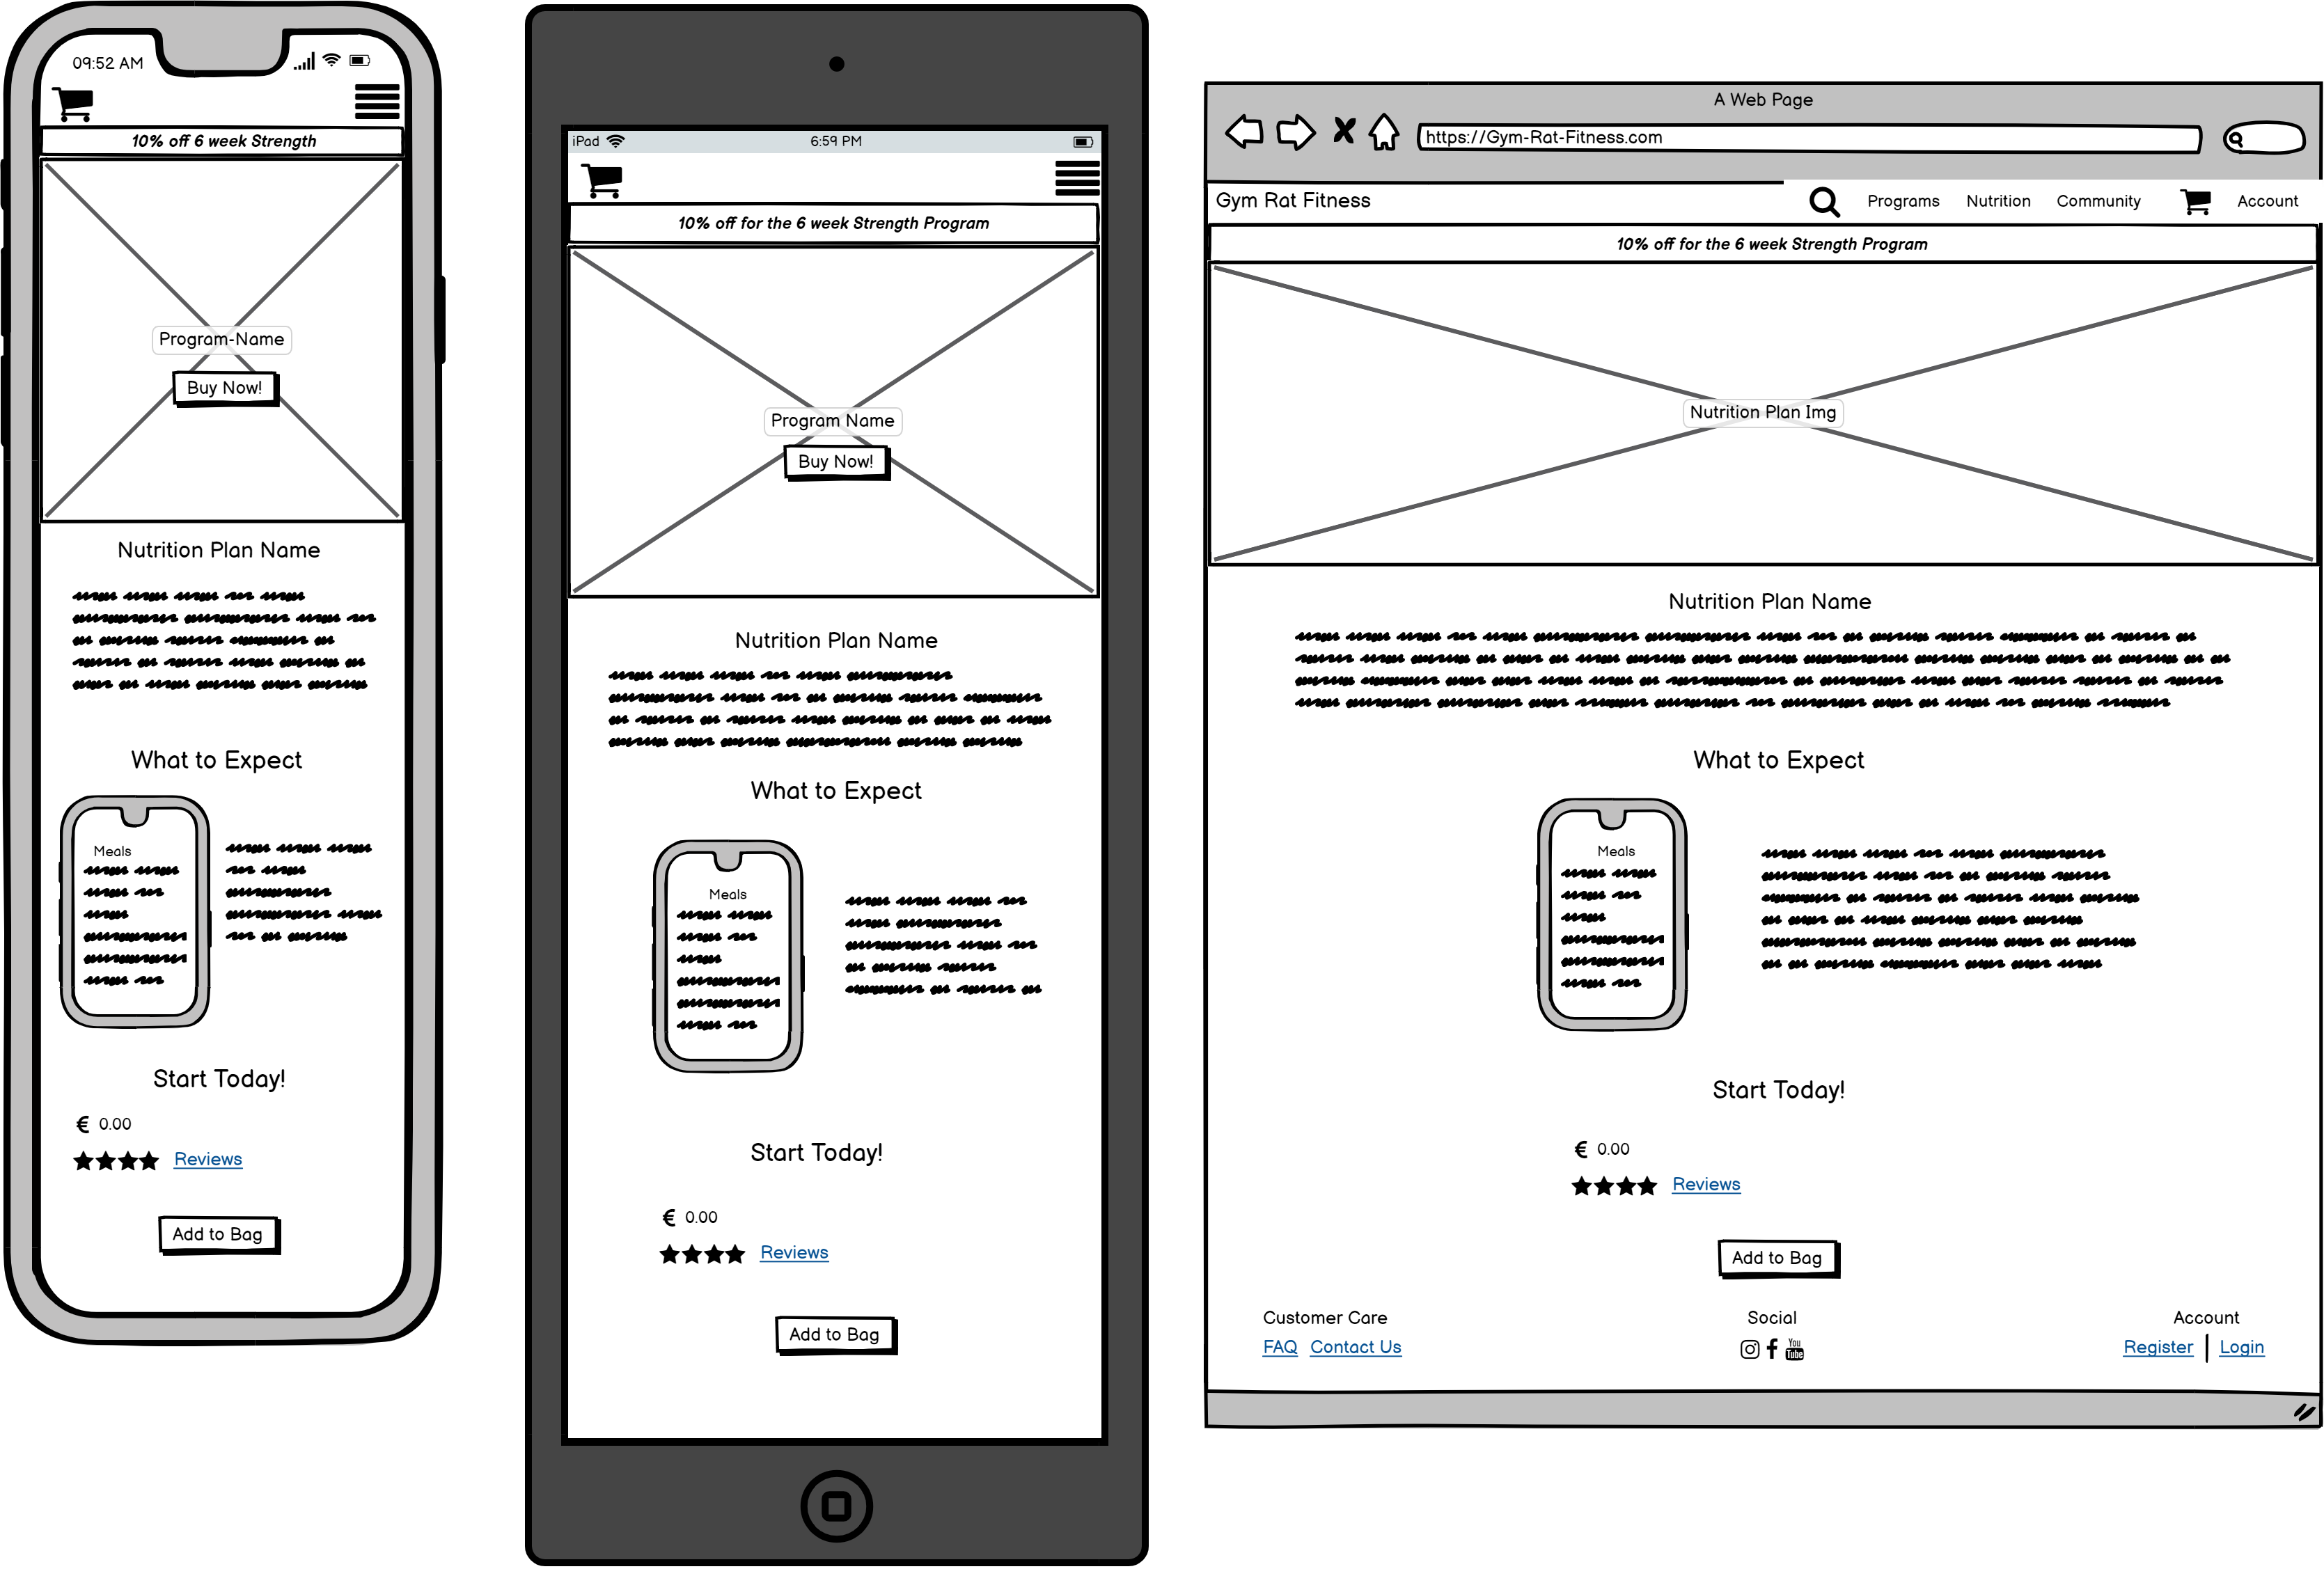 09:52 AM
10% off 6 week Strength
Program-Name
Buy Now!
Nutrition Plan Name
What to Expect
Meals
Start Today!
€ 0.00
Reviews
Add to Bag
iPad
6:59 PM
10% off for the 6 week Strength Program
Program Name
Buy Now!
Nutrition Plan Name
What to Expect
Meals
Start Today!
€ 0.00
Reviews
Add to Bag
A Web Page
https://Gym-Rat-Fitness.com
Gym Rat Fitness
Programs Nutrition Community Account
10% off for the 6 week Strength Program
Nutrition Plan Img
Nutrition Plan Name
What to Expect
Meals
Start Today!
€ 0.00
Reviews
Add to Bag
Customer Care
FAQ Contact Us
Social
You Tube
Account
Register | Login